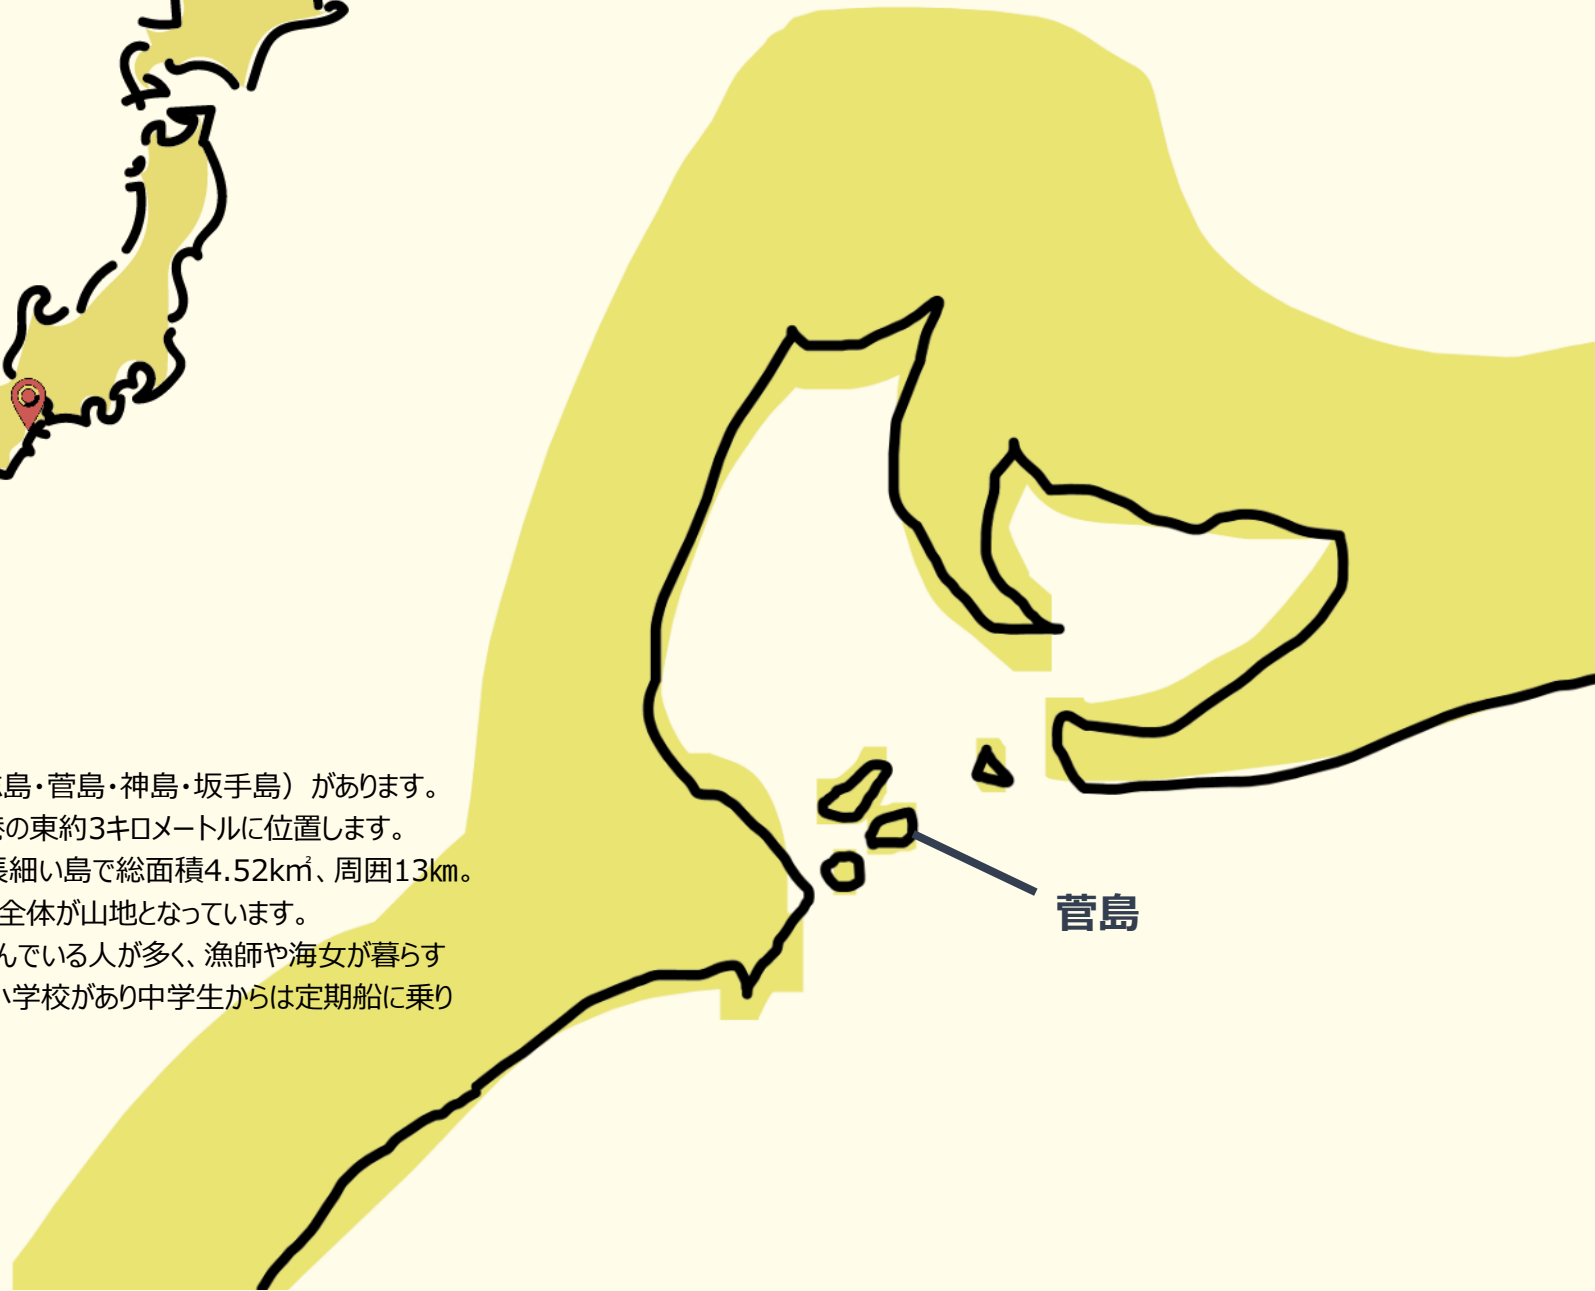 島・菅島・神島・坂手島）があります。
の東約3キロメートルに位置します。
長細い島で総面積4.52k㎡、周囲13㎞。
全体が山地となっています。
んでいる人が多く、漁師や海女が暮らす
小学校があり中学生からは定期船に乗り
菅島